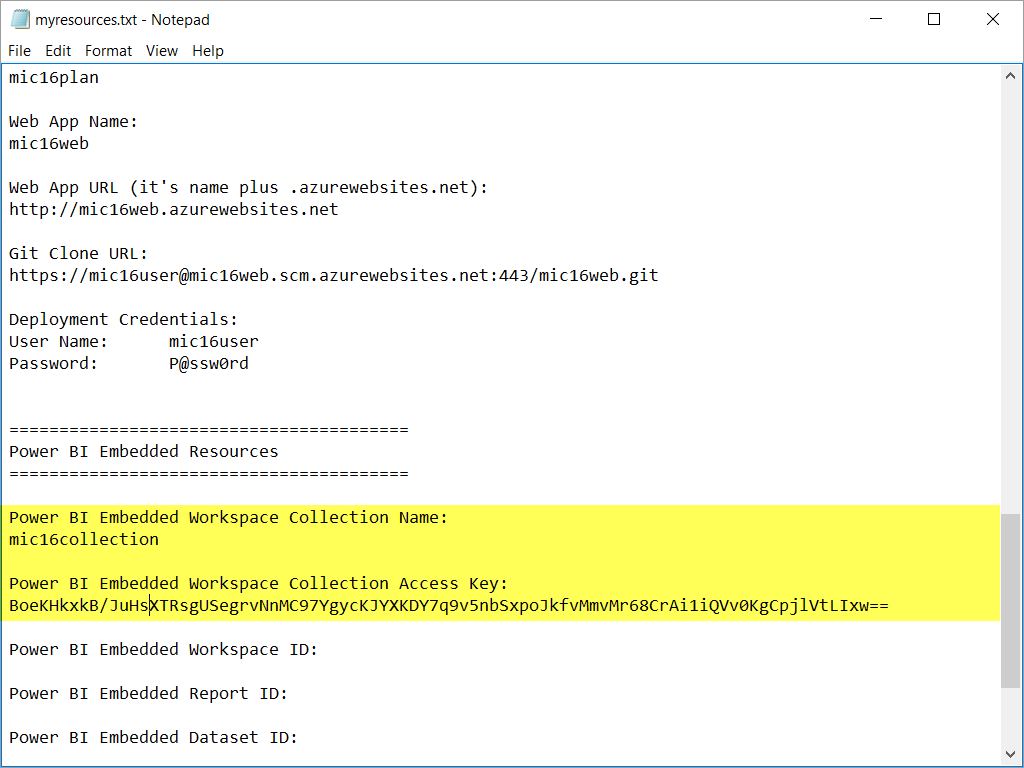 myresources.txt - Notepad
File Edit Format View Help
mic16plan
Web App Name:
mic16web
Web App URL (it's name plus .azurewebsites.net):
http://mic16web.azurewebsites.net
Git Clone URL:
https://mic16user@mic16web.scm.azurewebsites.net:443/mic16web.git
Deployment Credentials:
User Name: mic16user
Password: P@ssw0rd
========================================
Power BI Embedded Resources
========================================
Power BI Embedded Workspace Collection Name:
mic16collection
Power BI Embedded Workspace Collection Access Key:
BoeKHkxkB/JuHsXTRsgUSegrvNnMC97YgycKJYXKDY7q9v5nbSxpoJkfvMmvMr68CrAi1iQVv0KgCpjlVtLIxw==
Power BI Embedded Workspace ID:
Power BI Embedded Report ID:
Power BI Embedded Dataset ID: